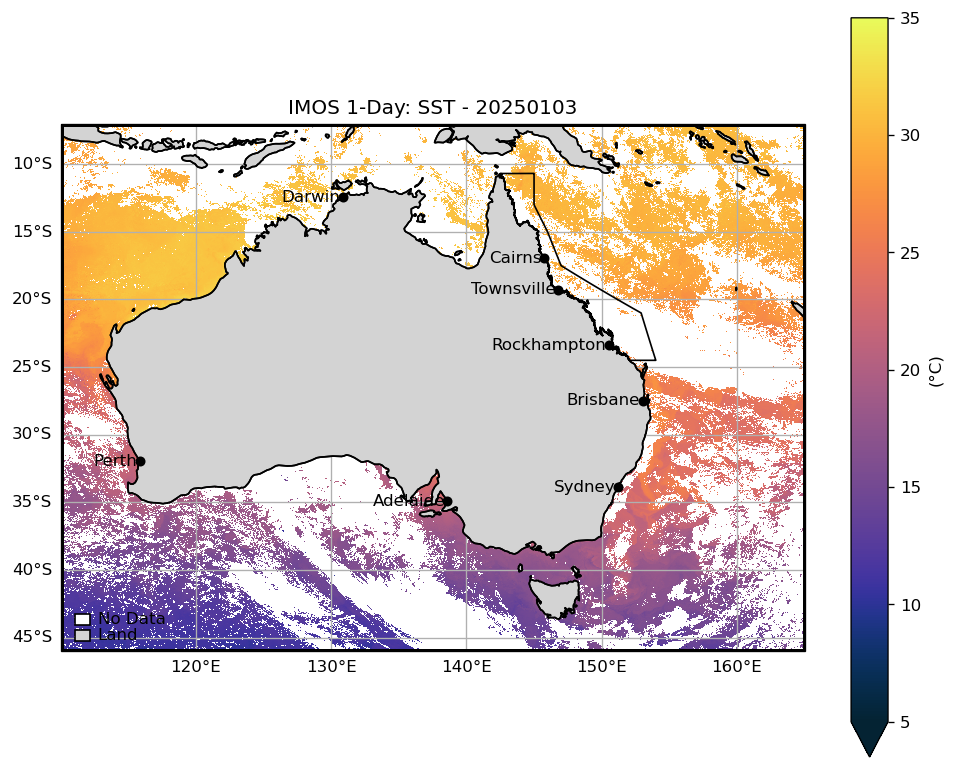 IMOS 1-Day: SST - 20250103
35
30
25
20
15
10
5
(°C)
10°S
15°S
20°S
25°S
30°S
35°S
40°S
45°S
Darwin
Cairns
Townsville
Rockhampton
Brisbane
Perth
Sydney
Adelaide
No Data
Land
120°E
130°E
140°E
150°E
160°E